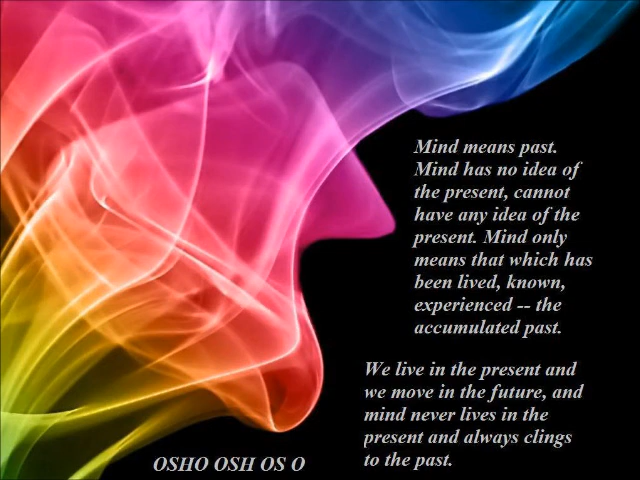 Mind means past.
Mind has no idea of
the present, cannot
have any idea of the
present. Mind only
means that which has
been lived, known,
experienced -- the
accumulated past.
We live in the present and
we move in the future, and
mind never lives in the
present and always clings
to the past.
OSHO OSH OS O